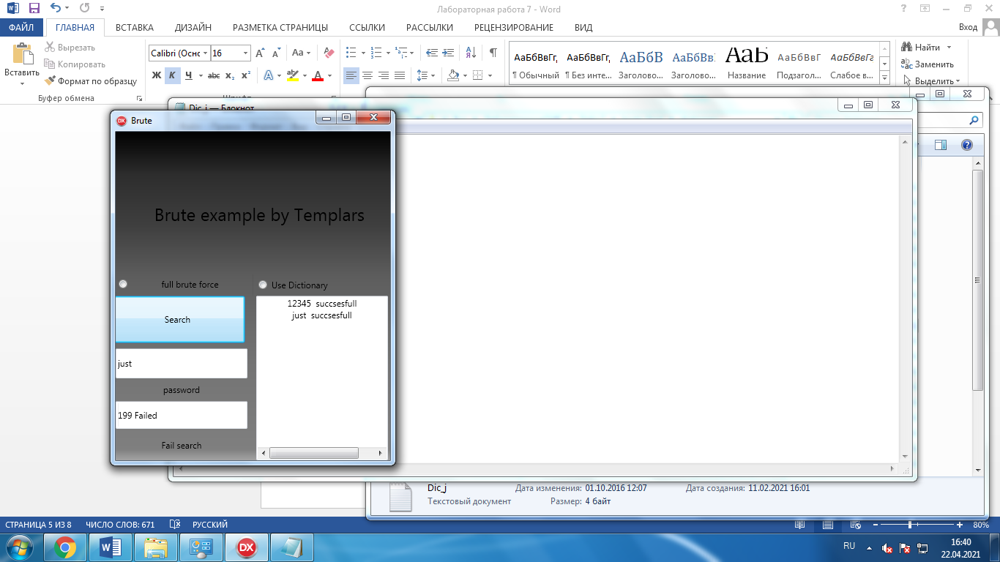 Лабораторная работа 7 - Word
ФАЙЛ ГЛАВНАЯ ВСТАВКА ДИЗАЙН РАЗМЕТКА СТРАНИЦЫ ССЫЛКИ РАССЫЛКИ РЕЦЕНЗИРОВАНИЕ ВИД Вход
Вставить
Вырезать
Копировать
Формат по образцу
Буфер обмена
Calibri (Оснс 16
Ж К Ч abc x₂ x²
АаБбВвГг, АаБбВвГг, АаБбВ АаБбВв: АаБ АаБбВвГ АаБбВвГг
¶ Обычный ¶ Без инте... Заголово... Заголово... Название Подзагол... Слабое в...
Найти
Заменить
Выделить
Dic_j — Блокнот
Brute
Brute example by Templars
full brute force Use Dictionary
Search
12345 succsesfull
just succsesfull
just
password
199 Failed
Fail search
Dic_j Дата изменения: 01.10.2016 12:07 Дата создания: 11.02.2021 16:01
Текстовый документ Размер: 4 байт
СТРАНИЦА 5 ИЗ 8 ЧИСЛО СЛОВ: 671 РУССКИЙ 80%
DX
RU
16:40
22.04.2021